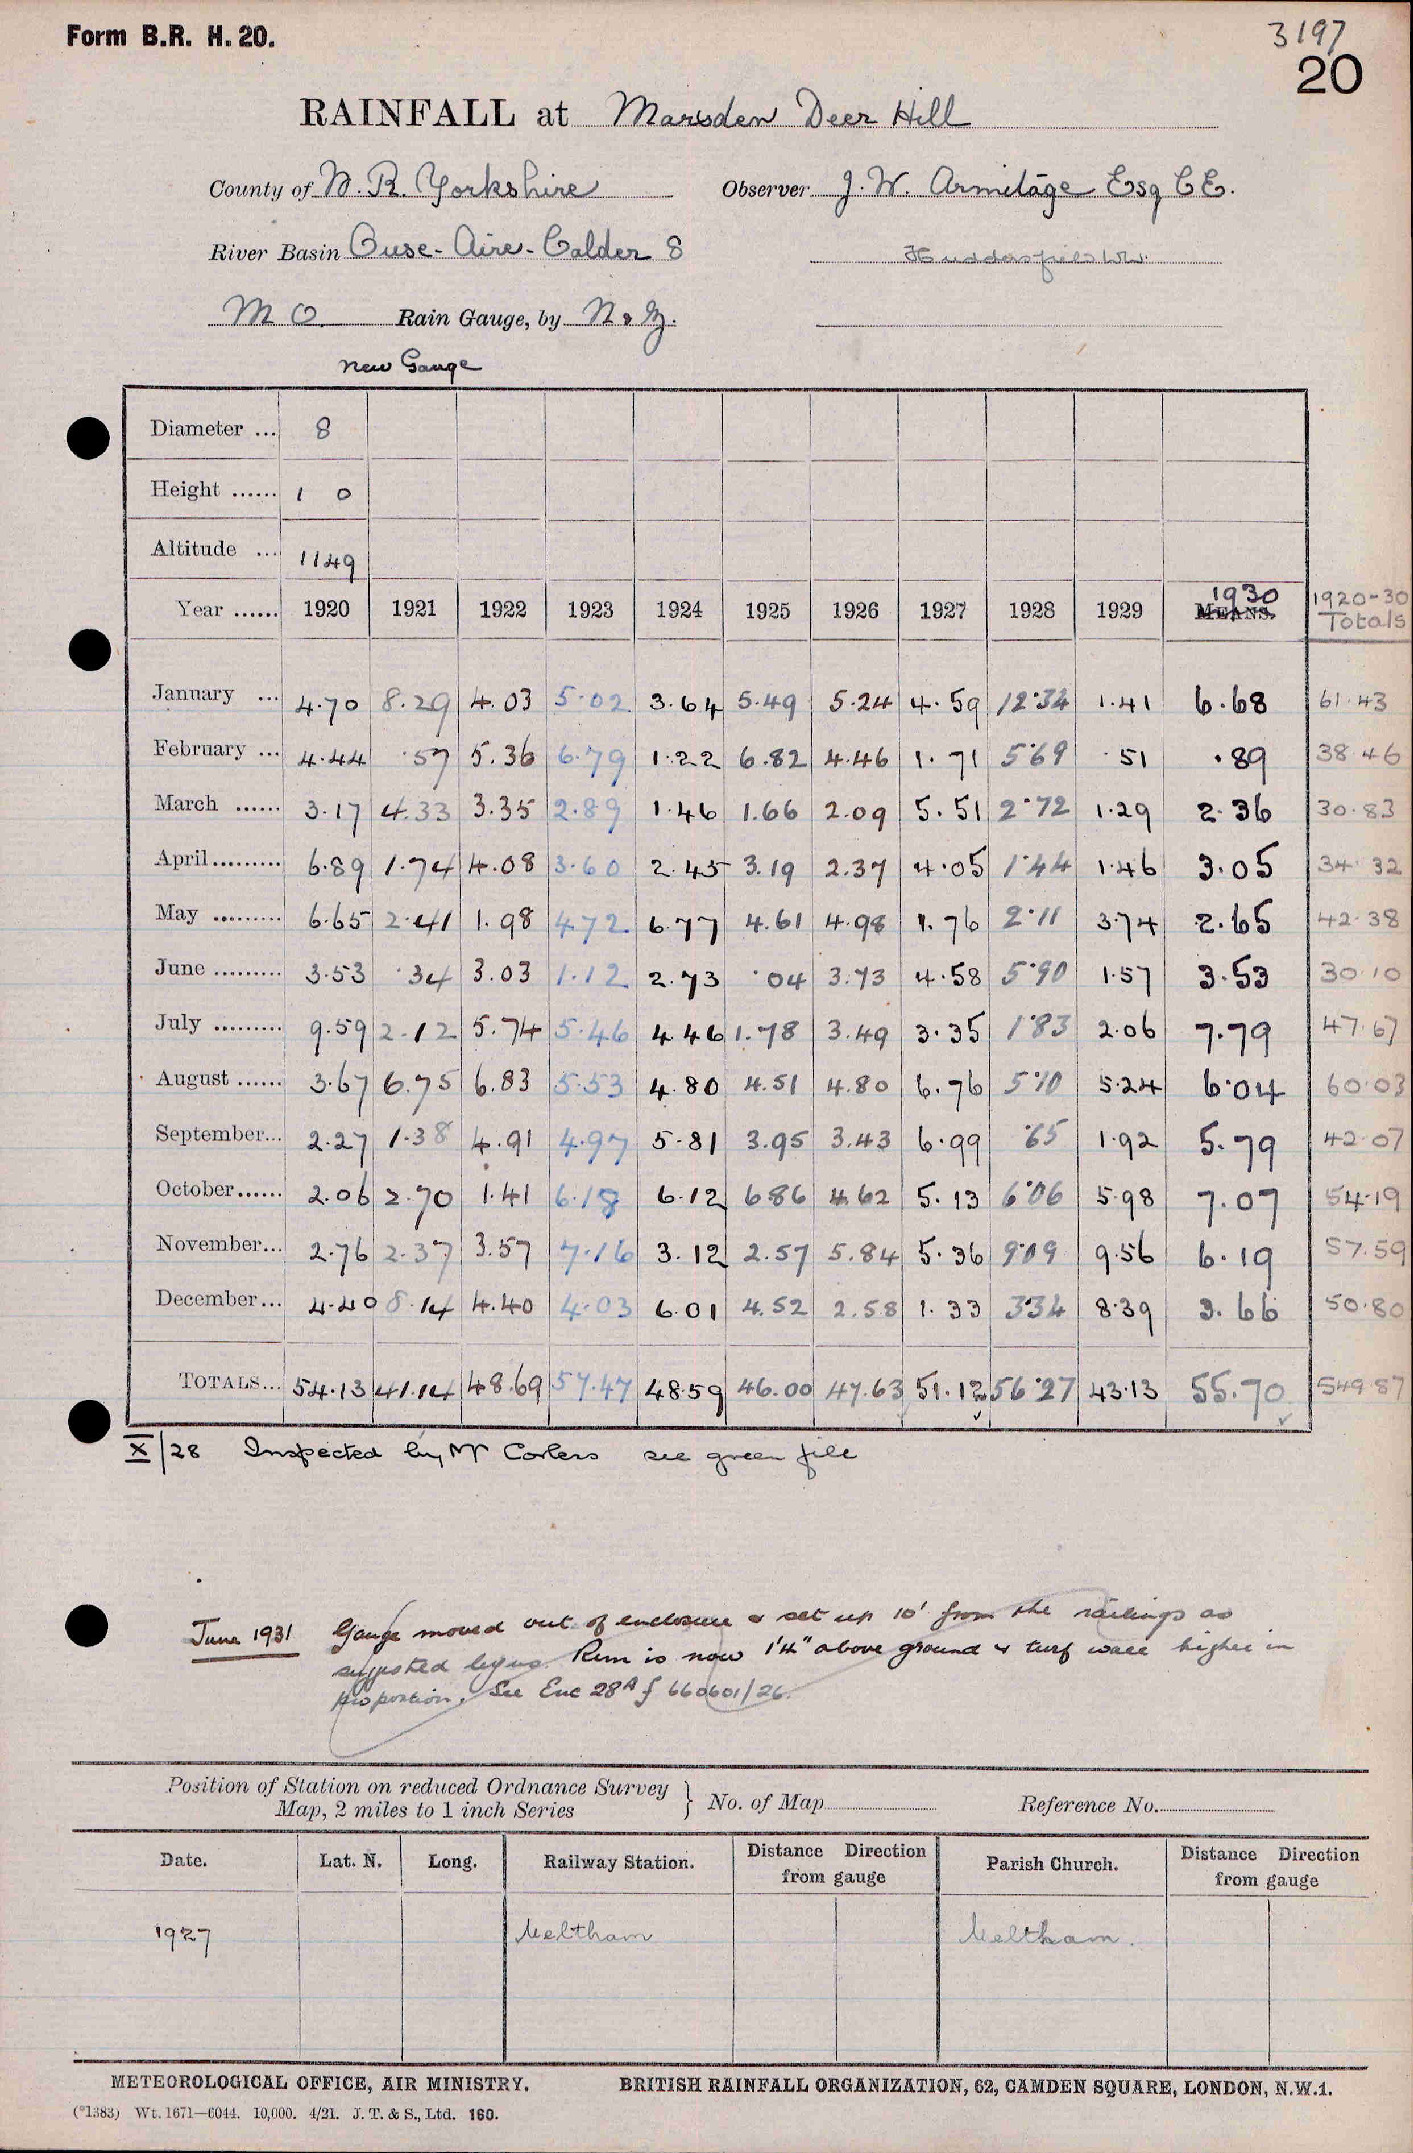 Form B.R. H. 20.
3197
20
RAINFALL at Marsden Deer Hill
County of W. R. Yorkshire Observer J. W. Armitage Esq C E.
River Basin Ouse - Aire - Calder 8 Huddersfield W.W.
M O Rain Gauge, by N & Z.
New Gauge
Diameter ... 8
Height ...... 1 0
Altitude ... 1149
Year ...... 1920 1921 1922 1923 1924 1925 1926 1927 1928 1929 MEANS. 1930 1920-30 Totals
January ... 4.70 8.29 4.03 5.02 3.64 5.49 5.24 4.59 12.34 1.41 6.68 61.43
February ... 4.44 .57 5.36 6.79 1.22 6.82 4.46 1.71 5.69 .51 .89 38.46
March ...... 3.17 4.33 3.35 2.89 1.46 1.66 2.09 5.51 2.72 1.29 2.36 30.83
April ......... 6.89 1.74 4.08 3.60 2.45 3.19 2.37 4.05 1.44 1.46 3.05 34.32
May ......... 6.65 2.41 1.98 4.72 6.77 4.61 4.98 1.76 2.11 3.74 2.65 42.38
June ......... 3.53 .34 3.03 1.12 2.73 .04 3.73 4.58 5.90 1.57 3.53 30.10
July ......... 9.59 2.12 5.74 5.46 4.46 1.78 3.49 3.35 1.83 2.06 7.79 47.67
August ...... 3.67 6.75 6.83 5.53 4.80 4.51 4.80 6.76 5.10 5.24 6.04 60.03
September... 2.27 1.38 4.91 4.97 5.81 3.95 3.43 6.99 .65 1.92 5.79 42.07
October...... 2.06 2.70 1.41 6.18 6.12 6.86 4.62 5.13 6.06 5.98 7.07 54.19
November... 2.76 2.37 3.57 7.16 3.12 2.57 5.84 5.36 9.09 9.56 6.19 57.59
December... 4.40 8.14 4.40 4.03 6.01 4.52 2.58 1.33 3.34 8.39 3.66 50.80
TOTALS... 54.13 41.14 48.69 57.47 48.59 46.00 47.63 51.12 56.27 43.13 55.70 549.87
X/28 Inspected by Mr see green file
June 1931 Gauge moved out of enclosure & set up 10' from the railings as
suggested by us. Rim is now 1'4" above ground & turf wall higher in
proportion. See Enc 28A f 660601/26.
Position of Station on reduced Ordnance Survey
Map, 2 miles to 1 inch Series } No. of Map Reference No.
Date. Lat. N. Long. Railway Station. Distance Direction from gauge Parish Church. Distance Direction from gauge
1927 Meltham Meltham.
METEOROLOGICAL OFFICE, AIR MINISTRY. BRITISH RAINFALL ORGANIZATION, 62, CAMDEN SQUARE, LONDON, N.W.1.
(*1383) Wt. 1671—6044. 10,000. 4/21. J. T. & S., Ltd. 160.